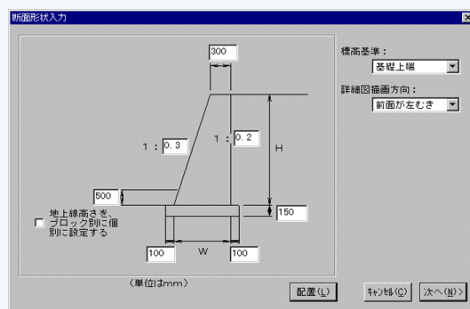 断面形状入力
300
標高基準：
基礎上端
詳細図描画方向：
前面が左むき
1 : 0.3
1 : 0.2
H
500
地上線高さを、
ブロック別に個
別に設定する
150
100
W
100
(単位はmm)
配置(L)
キャンセル(C)
次へ(N)>